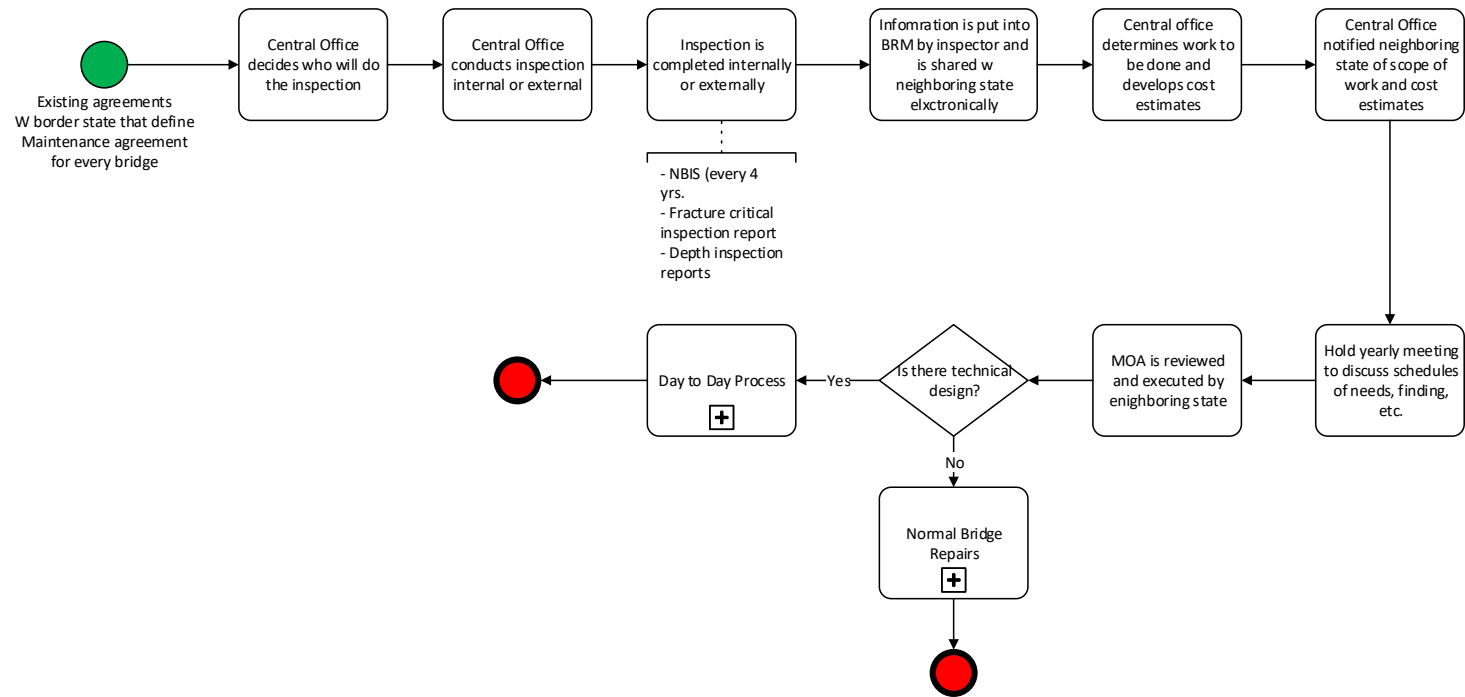 Existing agreements
W border state that define
Maintenance agreement
for every bridge
Central Office
decides who will do
the inspection
Central Office
conducts inspection
internal or external
Inspection is
completed internally
or externally
- NBIS (every 4
yrs.
- Fracture critical
inspection report
- Depth inspection
reports
Infomration is put into
BRM by inspector and
is shared w
neighboring state
elxctronically
Central office
determines work to
be done and
develops cost
estimates
Central Office
notified neighboring
state of scope of
work and cost
estimates
Hold yearly meeting
to discuss schedules
of needs, finding,
etc.
MOA is reviewed
and executed by
enighboring state
Is there technical
design?
Yes
Day to Day Process
No
Normal Bridge
Repairs